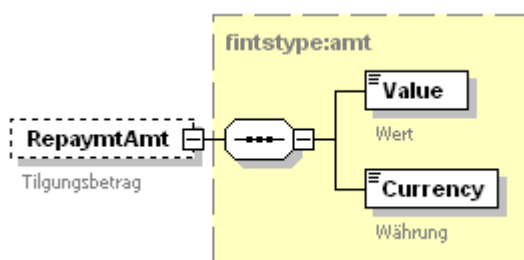 fintstype:amt
Value
Wert
RepaymtAmt
Tilgungsbetrag
Currency
Währung